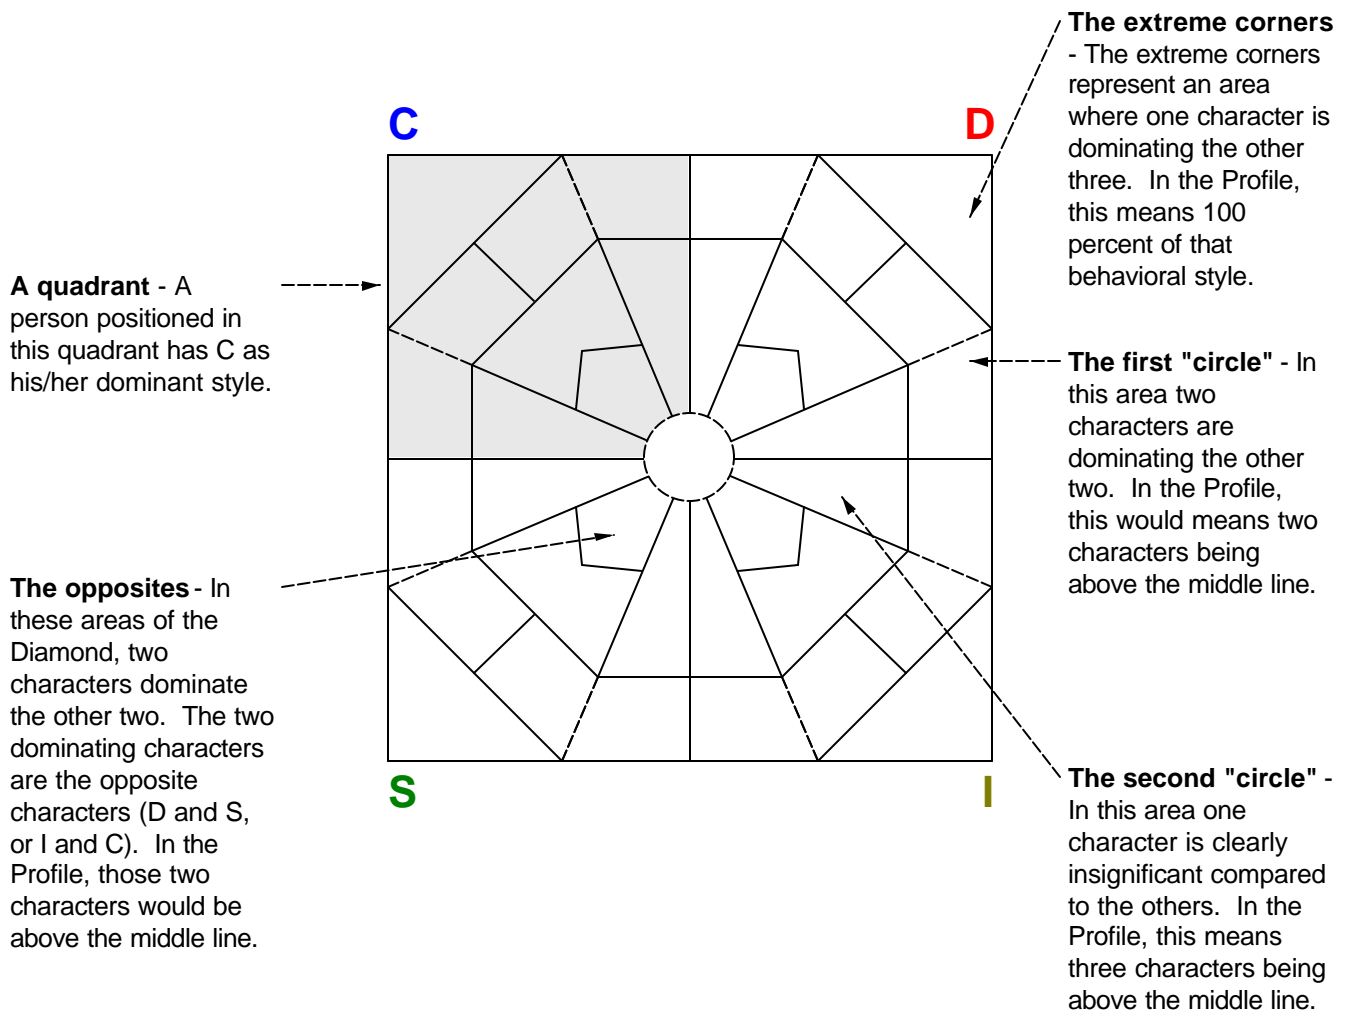 The extreme corners
- The extreme corners
represent an area
where one character is
dominating the other
three. In the Profile,
this means 100
percent of that
behavioral style.
C
D
A quadrant - A
person positioned in
this quadrant has C as
his/her dominant style.
The first "circle" - In
this area two
characters are
dominating the other
two. In the Profile,
this would means two
characters being
above the middle line.
The opposites - In
these areas of the
Diamond, two
characters dominate
the other two. The two
dominating characters
are the opposite
characters (D and S,
or I and C). In the
Profile, those two
characters would be
above the middle line.
S
I
The second "circle" -
In this area one
character is clearly
insignificant compared
to the others. In the
Profile, this means
three characters being
above the middle line.